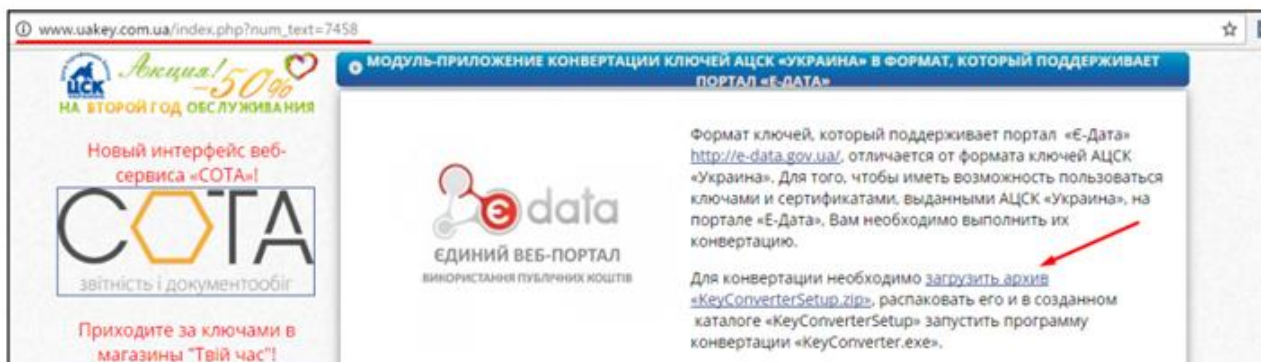 www.uakey.com.ua/index.php?num_text=7458
ЦСК
Акция!
-50%
НА ВТОРОЙ ГОД ОБСЛУЖИВАНИЯ
Новый интерфейс веб-
сервиса «СОТА»!
СОТА
звітність і документообіг
Приходите за ключами в
магазины "Твій час"!
МОДУЛЬ-ПРИЛОЖЕНИЕ КОНВЕРТАЦИИ КЛЮЧЕЙ АЦСК «УКРАИНА» В ФОРМАТ, КОТОРЫЙ ПОДДЕРЖИВАЕТ
ПОРТАЛ «Е-ДАТА»
є data
ЄДИНИЙ ВЕБ-ПОРТАЛ
ВИКОРИСТАННЯ ПУБЛІЧНИХ КОШТІВ
Формат ключей, который поддерживает портал «Є-Дата»
http://e-data.gov.ua/, отличается от формата ключей АЦСК
«Украина». Для того, чтобы иметь возможность пользоваться
ключами и сертификатами, выданными АЦСК «Украина», на
портале «Е-Дата», Вам необходимо выполнить их
конвертацию.
Для конвертации необходимо загрузить архив
«KeyConverterSetup.zip», распаковать его и в созданном
каталоге «KeyConverterSetup» запустить программу
конвертации «KeyConverter.exe».